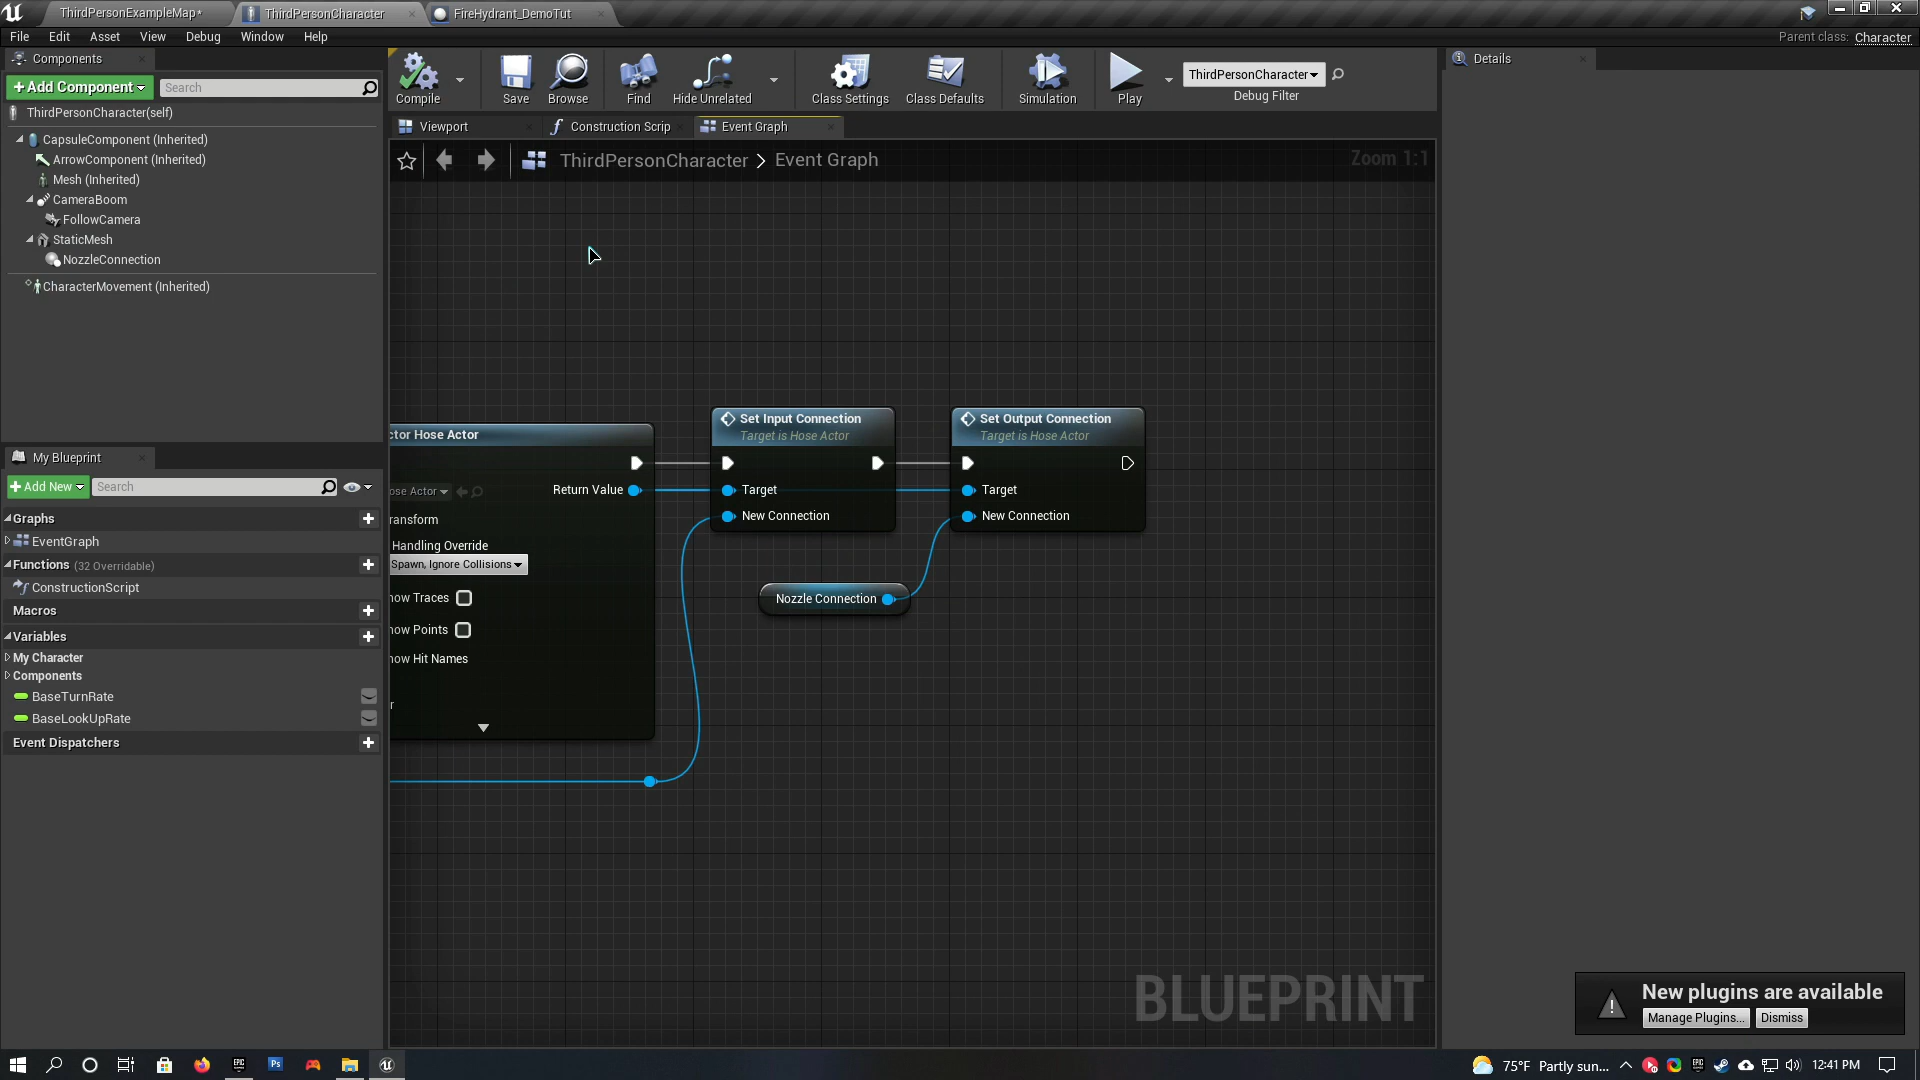 ThirdPersonExampleMap*
ThirdPersonCharacter
FireHydrant_DemoTut
File Edit Asset View Debug Window Help
Parent class: Character
Components
+Add Component
Search
ThirdPersonCharacter(self)
CapsuleComponent (Inherited)
ArrowComponent (Inherited)
Mesh (Inherited)
CameraBoom
FollowCamera
StaticMesh
NozzleConnection
CharacterMovement (Inherited)
Compile
Save
Browse
Find
Hide Unrelated
Class Settings
Class Defaults
Simulation
Play
ThirdPersonCharacter
Debug Filter
Details
Viewport
Construction Scrip
Event Graph
ThirdPersonCharacter > Event Graph
Zoom 1:1
ctor Hose Actor
ose Actor
Return Value
ransform
Handling Override
Spawn, Ignore Collisions
how Traces
how Points
how Hit Names
r
Set Input Connection
Target is Hose Actor
Target
New Connection
Set Output Connection
Target is Hose Actor
Target
New Connection
Nozzle Connection
BLUEPRINT
My Blueprint
+Add New
Search
Graphs
EventGraph
Functions (32 Overridable)
ConstructionScript
Macros
Variables
My Character
Components
BaseTurnRate
BaseLookUpRate
Event Dispatchers
New plugins are available
Manage Plugins...
Dismiss
EPIC
Ps
75°F Partly sun...
12:41 PM